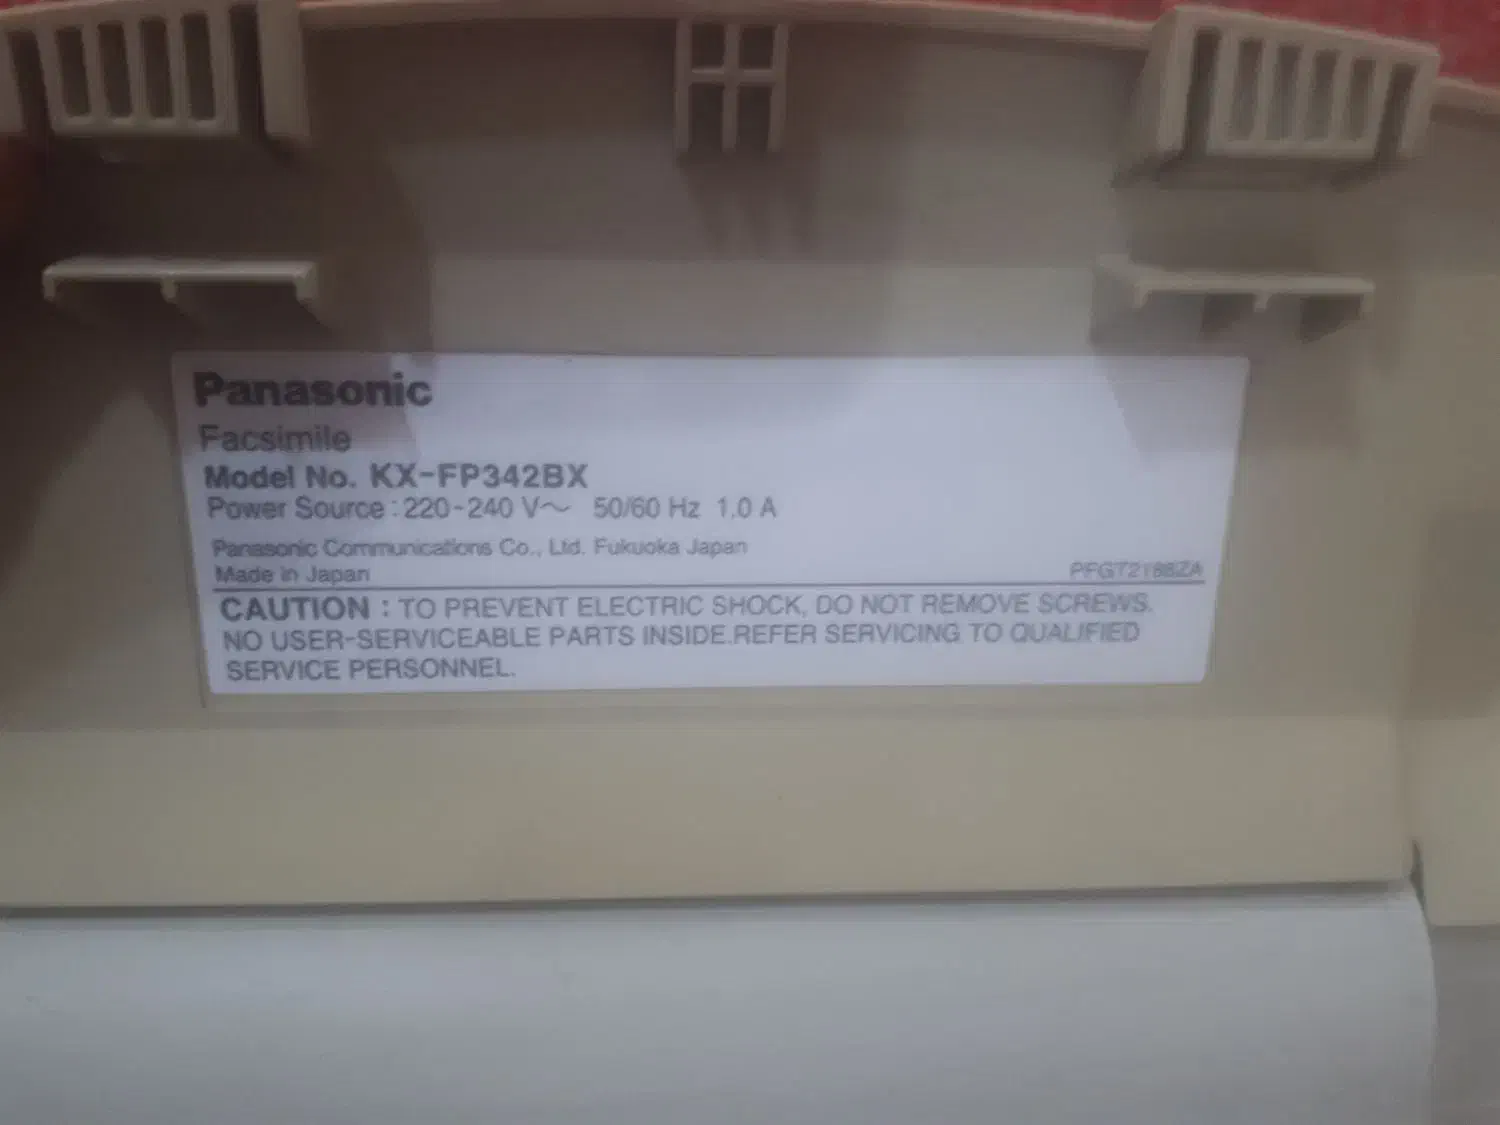 Panasonic
Facsimile
Model No. KX-FP342BX
Power Source : 220-240 V～ 50/60 Hz 1.0 A
Panasonic Communications Co., Ltd. Fukuoka Japan
Made in Japan
CAUTION : TO PREVENT ELECTRIC SHOCK, DO NOT REMOVE SCREWS.
NO USER-SERVICEABLE PARTS INSIDE.REFER SERVICING TO QUALIFIED
SERVICE PERSONNEL.